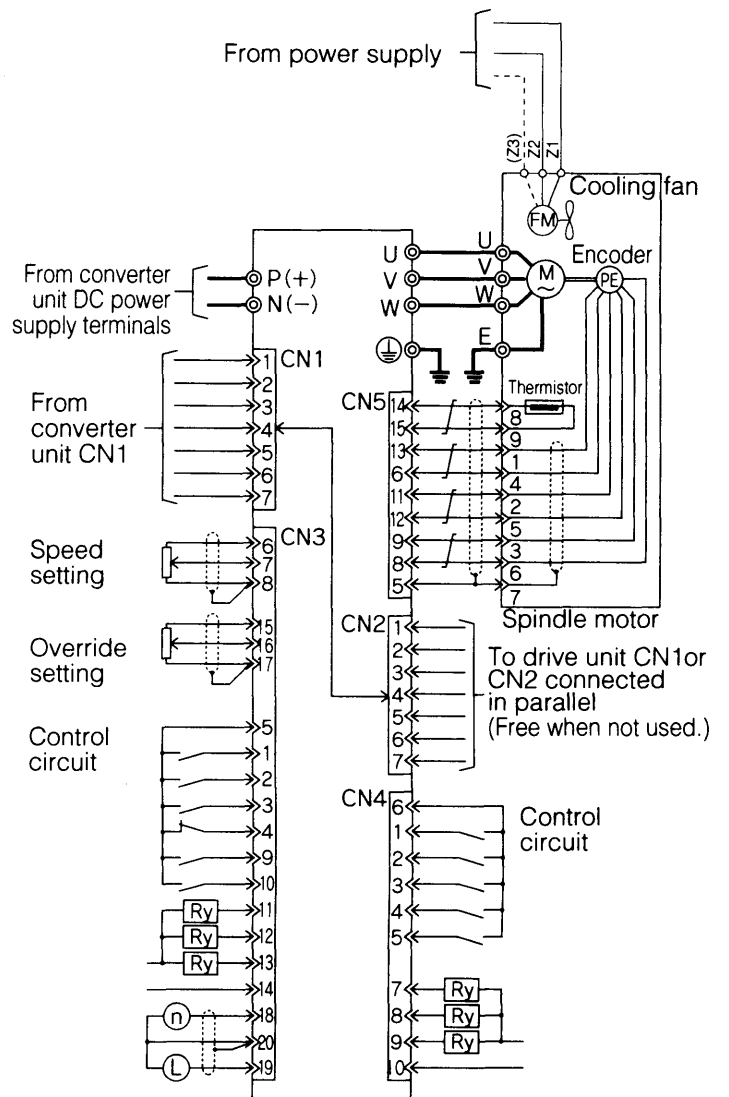 From power supply
(Z3)
Z2
Z1
Cooling fan
FM
From converter
unit DC power
supply terminals
P(+)
N(−)
U
V
W
U
V
W
E
M
~
Encoder
PE
From
converter
unit CN1
CN1
1
2
3
4
5
6
7
CN5
14
15
13
6
11
12
9
8
5
Thermistor
8
9
1
4
2
5
3
6
7
Spindle motor
Speed
setting
CN3
6
7
8
Override
setting
15
16
17
Control
circuit
5
1
2
3
4
9
10
Ry
11
Ry
12
Ry
13
14
n
18
20
L
19
CN2
1
2
3
4
5
6
7
To drive unit CN1or
CN2 connected
in parallel
(Free when not used.)
CN4
6
1
2
3
4
5
Control
circuit
7
Ry
8
Ry
9
Ry
10